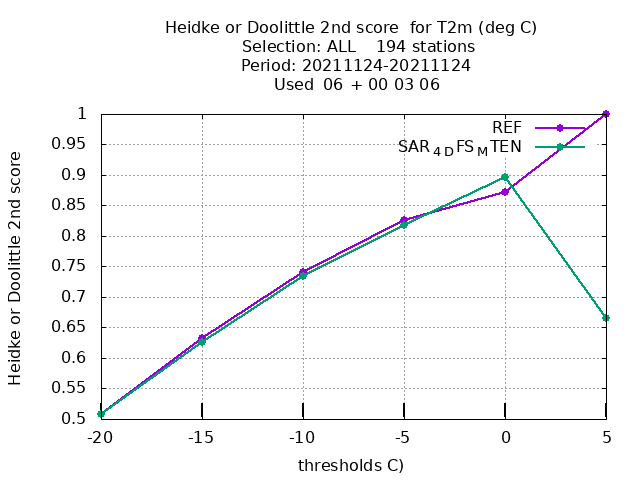 Heidke or Doolittle 2nd score  for T2m (deg C)
Selection: ALL    194 stations
Period: 20211124-20211124
Used  06 + 00 03 06
1
0.95
0.9
0.85
0.8
0.75
0.7
0.65
0.6
0.55
0.5
Heidke or Doolittle 2nd score
REF
SAR4DFSMTEN
-20
-15
-10
-5
0
5
thresholds C)